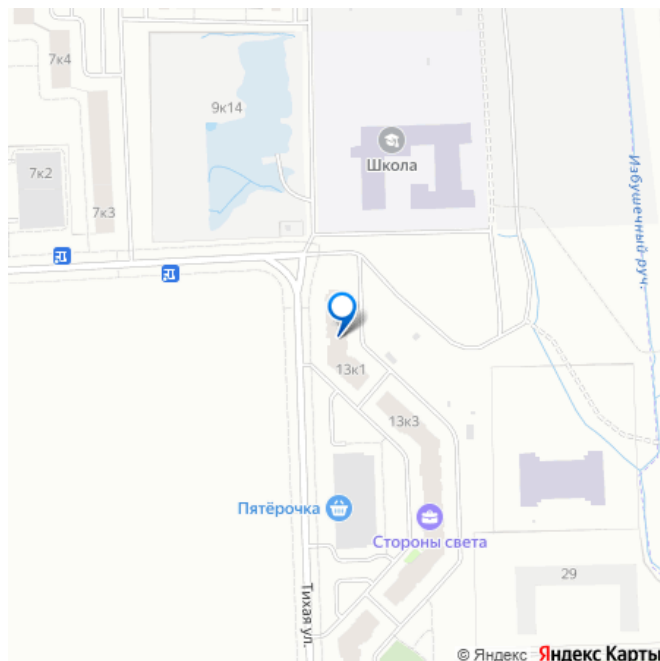 7к4
9к14
Школа
7к2
7к3
Избушечный руч.
13к1
13к3
Пятёрочка
Стороны света
29
Тихая ул.
© Яндекс Яндекс Карты